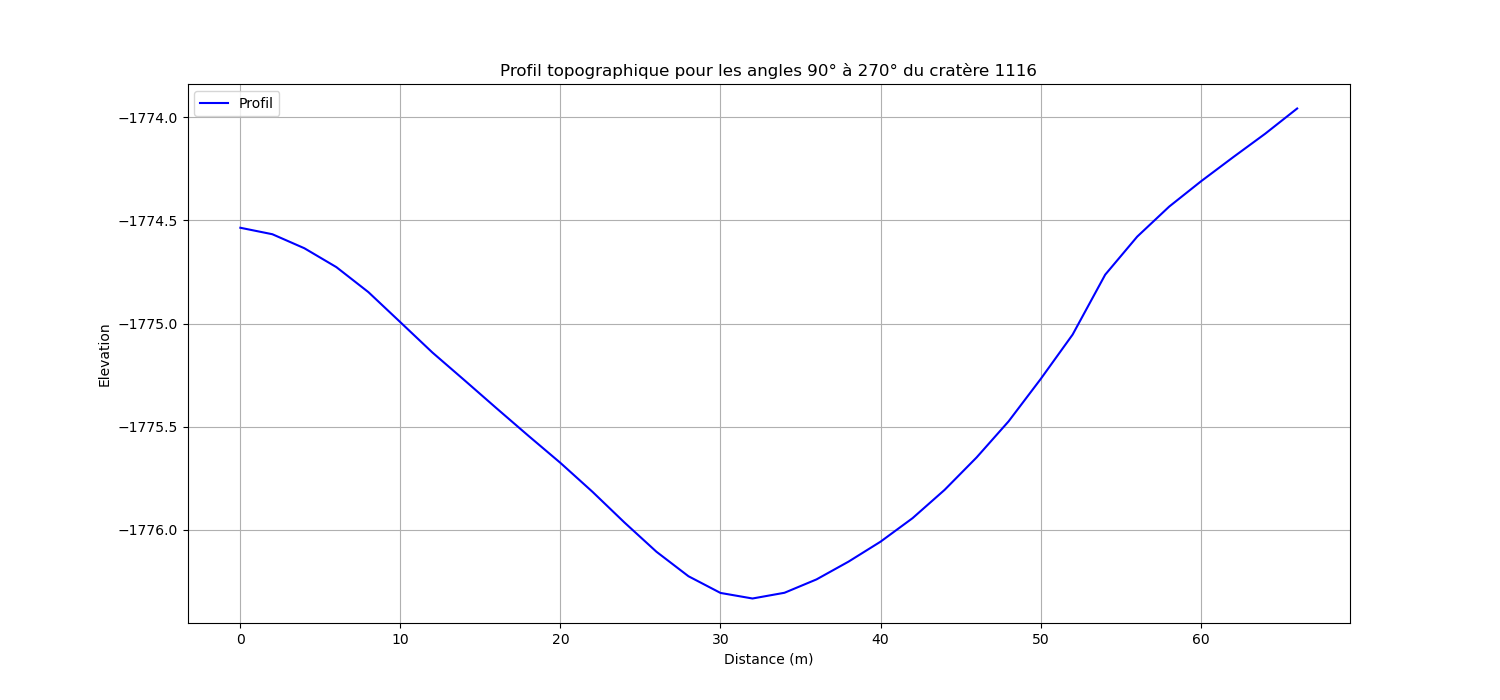 Profil topographique pour les angles 90° à 270° du cratère 1116
Profil
−1774.0
−1774.5
−1775.0
−1775.5
−1776.0
Elevation
0 10 20 30 40 50 60
Distance (m)